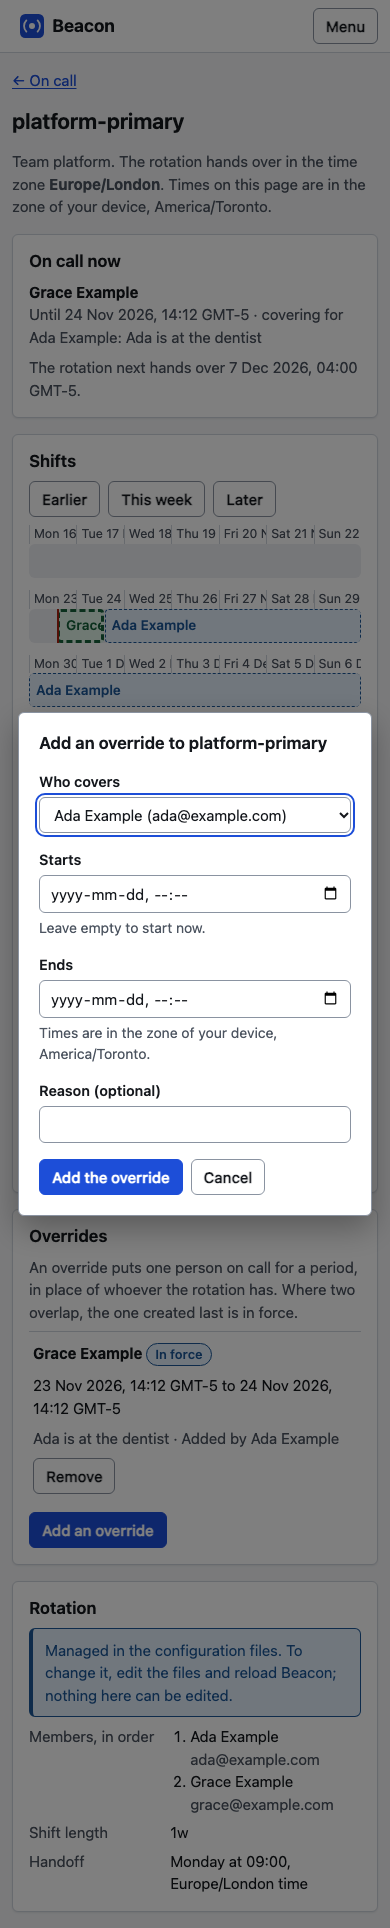 Beacon
Menu
← On call
platform-primary
Team platform. The rotation hands over in the time
zone Europe/London. Times on this page are in the
zone of your device, America/Toronto.
On call now
Grace Example
Until 24 Nov 2026, 14:12 GMT-5 · covering for
Ada Example: Ada is at the dentist
The rotation next hands over 7 Dec 2026, 04:00
GMT-5.
Shifts
Earlier
This week
Later
Mon 16 Tue 17 Wed 18 Thu 19 Fri 20 Sat 21 Sun 22
Mon 23 Tue 24 Wed 25 Thu 26 Fri 27 Sat 28 Sun 29
Ada Example
Mon 30 Tue 1 Wed 2 Thu 3 Fri 4 Sat 5 Sun 6
Ada Example
Add an override to platform-primary
Who covers
Ada Example (ada@example.com)
Starts
yyyy-mm-dd, --:--
Leave empty to start now.
Ends
yyyy-mm-dd, --:--
Times are in the zone of your device,
America/Toronto.
Reason (optional)
Add the override
Cancel
Overrides
An override puts one person on call for a period,
in place of whoever the rotation has. Where two
overlap, the one created last is in force.
Grace Example In force
23 Nov 2026, 14:12 GMT-5 to 24 Nov 2026,
14:12 GMT-5
Ada is at the dentist · Added by Ada Example
Remove
Add an override
Rotation
Managed in the configuration files. To
change it, edit the files and reload Beacon;
nothing here can be edited.
Members, in order
1. Ada Example
ada@example.com
2. Grace Example
grace@example.com
Shift length 1w
Handoff Monday at 09:00,
Europe/London time